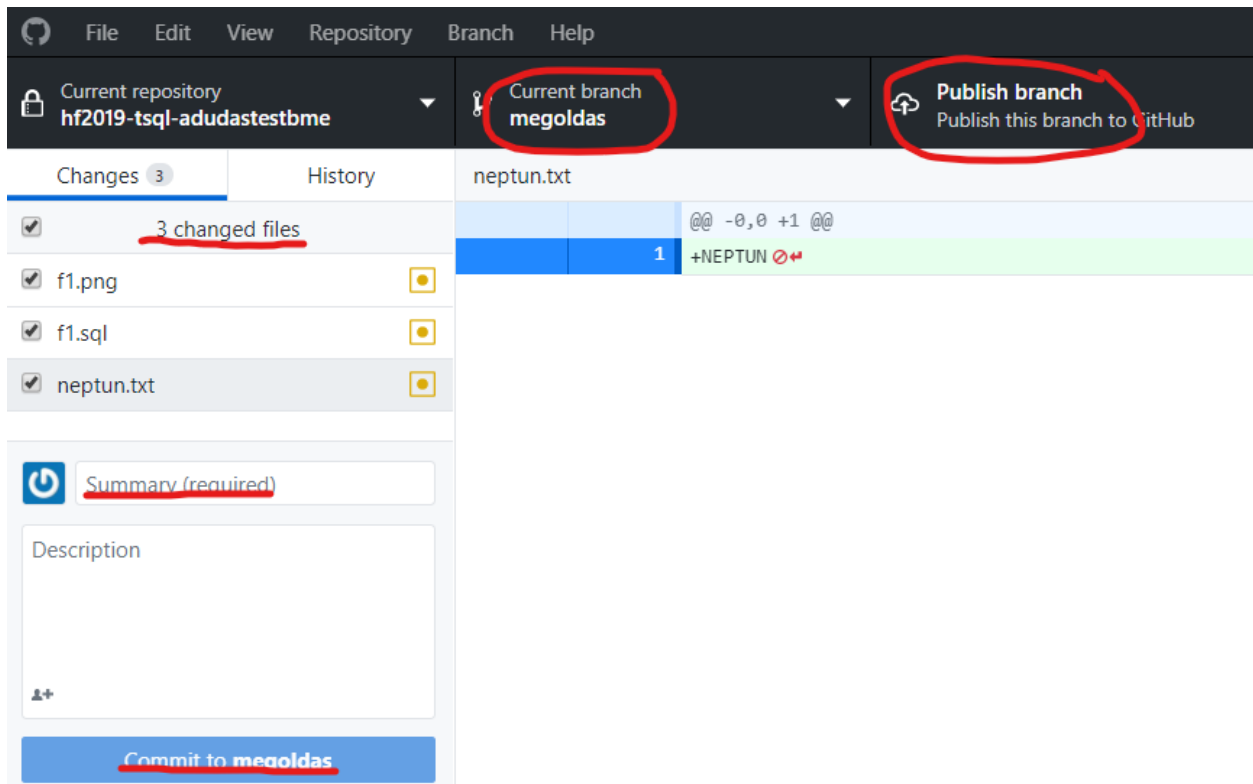 File Edit View Repository Branch Help
Current repository
hf2019-tsql-adudastestbme
Current branch
megoldas
Publish branch
Publish this branch to GitHub
Changes 3
History
neptun.txt
3 changed files
@@ -0,0 +1 @@
1 +NEPTUN
f1.png
f1.sql
neptun.txt
Summary (required)
Description
Commit to megoldas